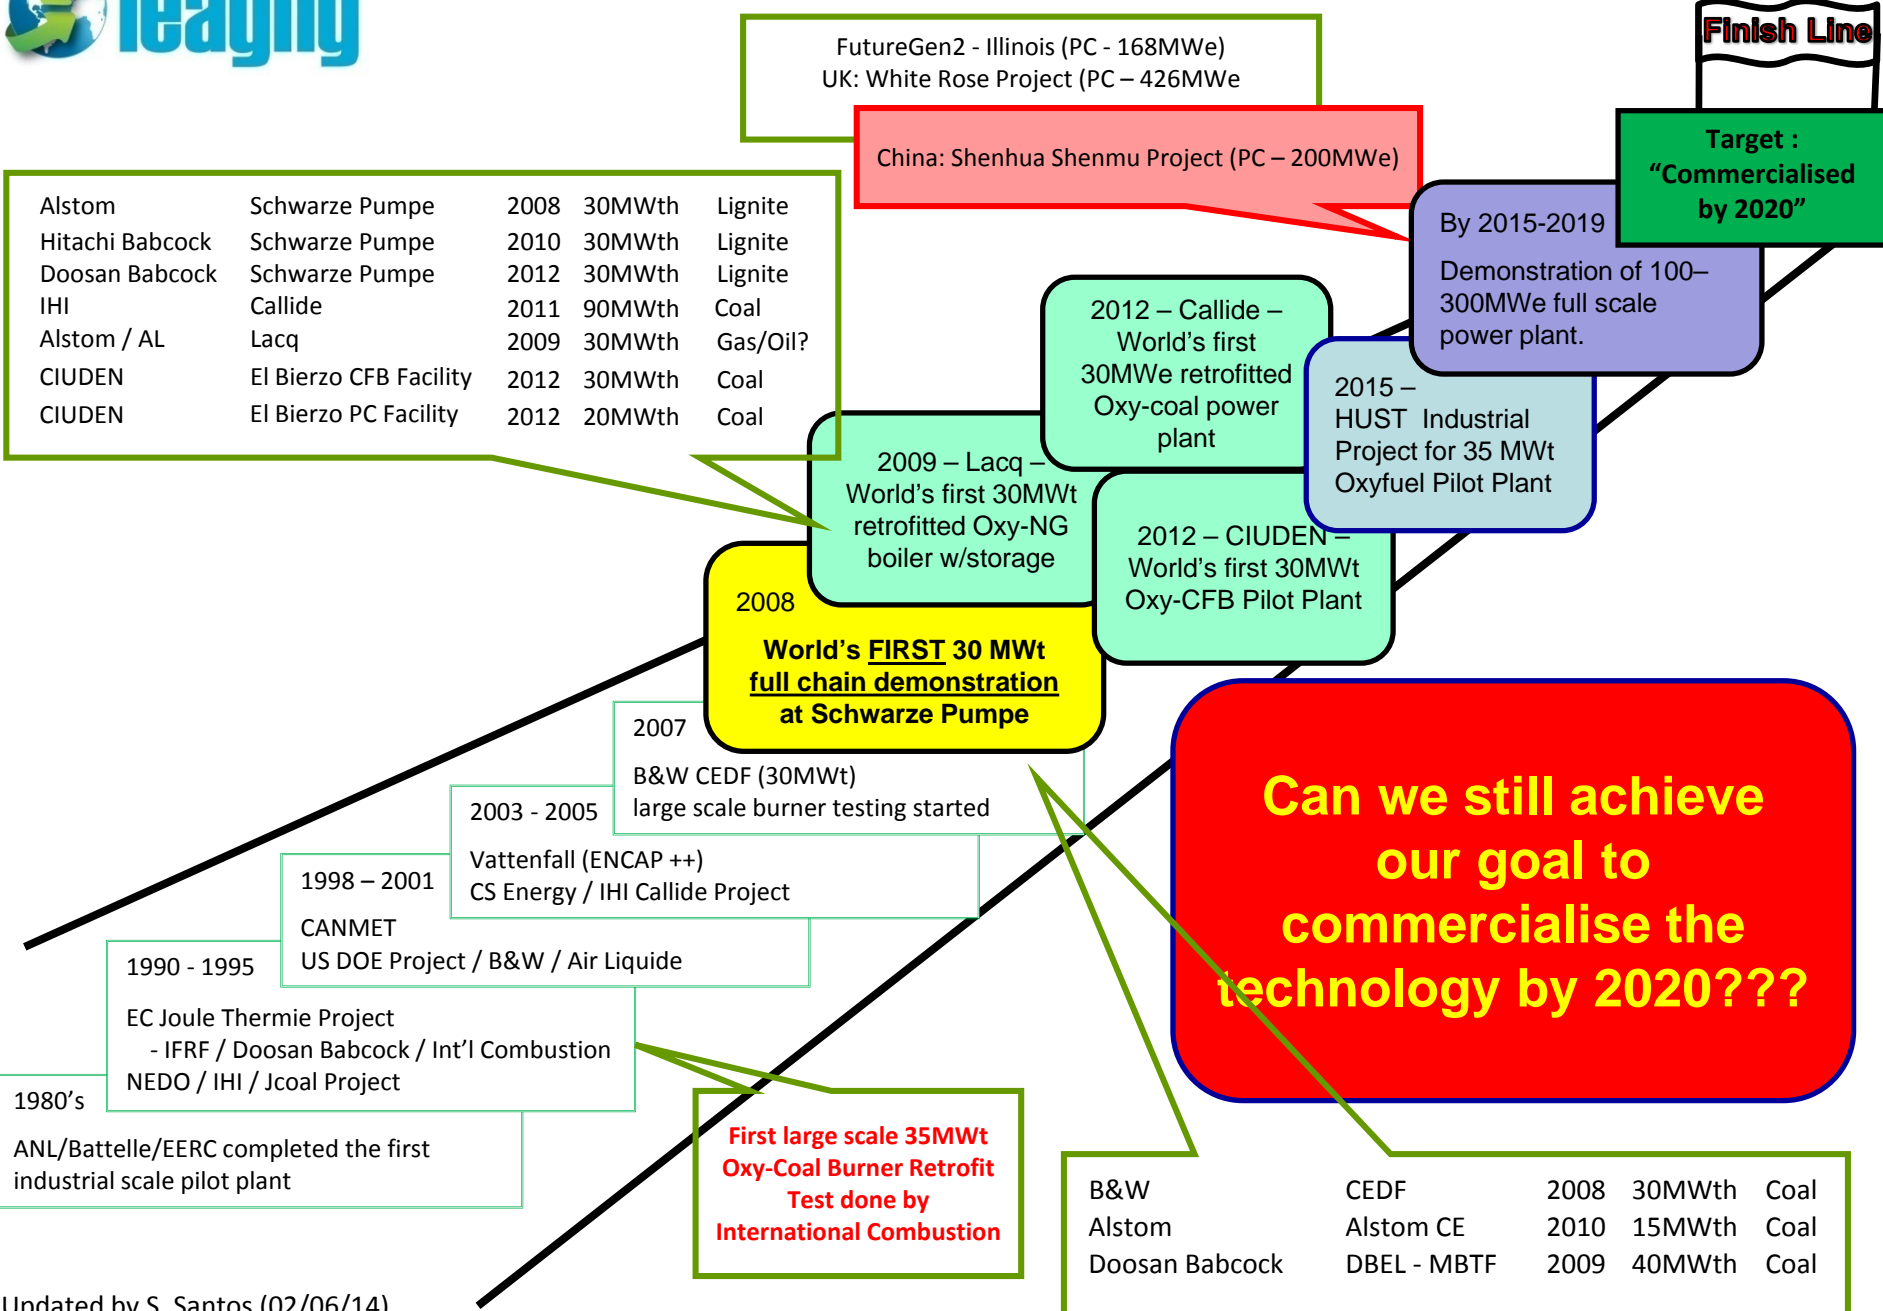 ieaghg
FutureGen2 - Illinois (PC - 168MWe)
UK: White Rose Project (PC – 426MWe
China: Shenhua Shenmu Project (PC – 200MWe)
Finish Line
Target :
“Commercialised
by 2020”
Alstom Schwarze Pumpe 2008 30MWth Lignite
Hitachi Babcock Schwarze Pumpe 2010 30MWth Lignite
Doosan Babcock Schwarze Pumpe 2012 30MWth Lignite
IHI Callide 2011 90MWth Coal
Alstom / AL Lacq 2009 30MWth Gas/Oil?
CIUDEN El Bierzo CFB Facility 2012 30MWth Coal
CIUDEN El Bierzo PC Facility 2012 20MWth Coal
By 2015-2019
Demonstration of 100–
300MWe full scale
power plant.
2012 – Callide –
World’s first
30MWe retrofitted
Oxy-coal power
plant
2015 –
HUST Industrial
Project for 35 MWt
Oxyfuel Pilot Plant
2009 – Lacq –
World’s first 30MWt
retrofitted Oxy-NG
boiler w/storage
2012 – CIUDEN –
World’s first 30MWt
Oxy-CFB Pilot Plant
2008
World’s FIRST 30 MWt
full chain demonstration
at Schwarze Pumpe
2007
B&W CEDF (30MWt)
large scale burner testing started
2003 - 2005
Vattenfall (ENCAP ++)
CS Energy / IHI Callide Project
1998 – 2001
CANMET
US DOE Project / B&W / Air Liquide
1990 - 1995
EC Joule Thermie Project
- IFRF / Doosan Babcock / Int’l Combustion
NEDO / IHI / Jcoal Project
1980’s
ANL/Battelle/EERC completed the first
industrial scale pilot plant
First large scale 35MWt
Oxy-Coal Burner Retrofit
Test done by
International Combustion
Can we still achieve
our goal to
commercialise the
technology by 2020???
B&W CEDF 2008 30MWth Coal
Alstom Alstom CE 2010 15MWth Coal
Doosan Babcock DBEL - MBTF 2009 40MWth Coal
Updated by S. Santos (02/06/14)